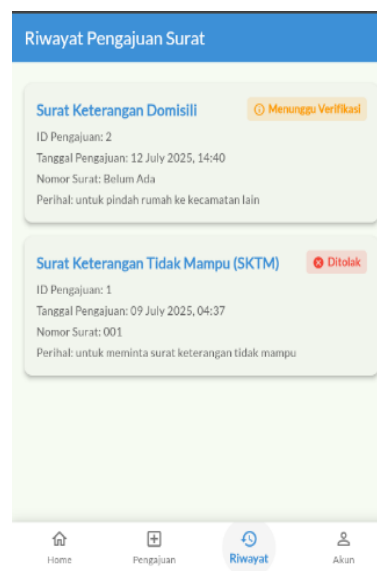 Riwayat Pengajuan Surat
Surat Keterangan Domisili
Menunggu Verifikasi
ID Pengajuan: 2
Tanggal Pengajuan: 12 July 2025, 14:40
Nomor Surat: Belum Ada
Perihal: untuk pindah rumah ke kecamatan lain
Surat Keterangan Tidak Mampu (SKTM)
Ditolak
ID Pengajuan: 1
Tanggal Pengajuan: 09 July 2025, 04:37
Nomor Surat: 001
Perihal: untuk meminta surat keterangan tidak mampu
Home
Pengajuan
Riwayat
Akun